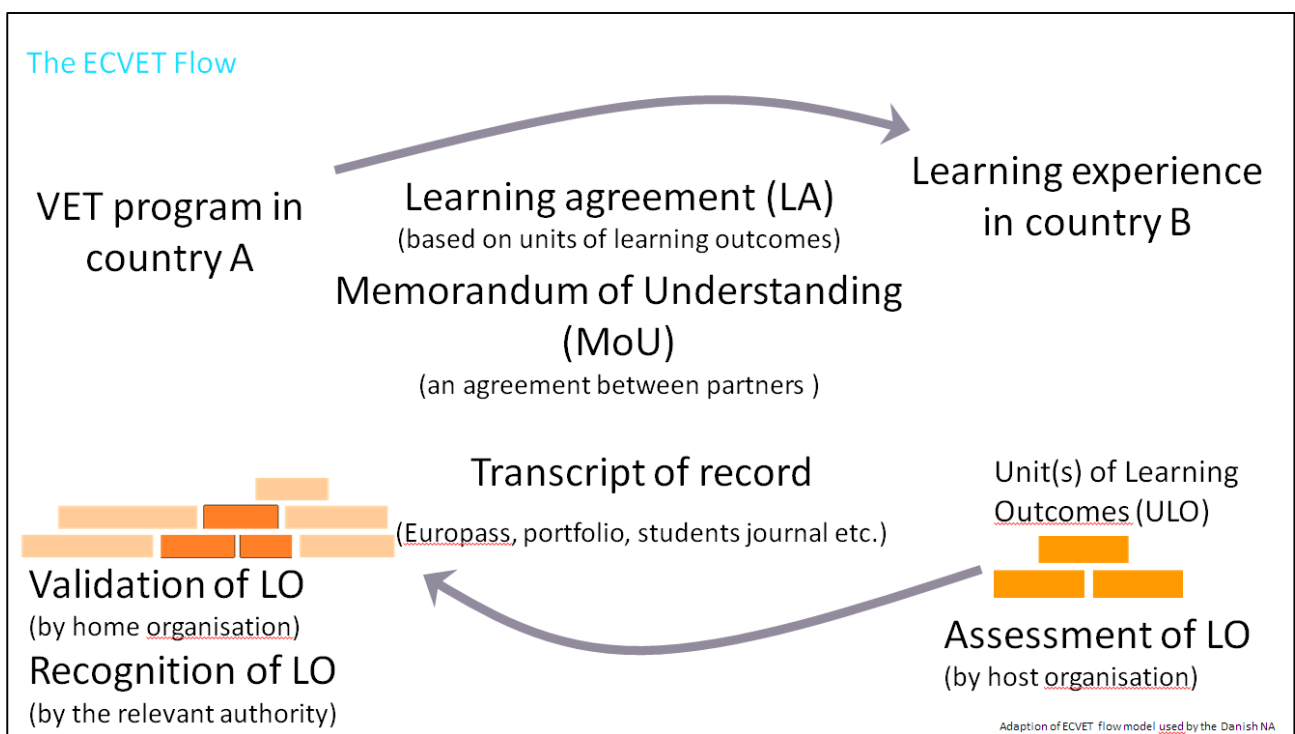 The ECVET Flow
VET program in
country A
Learning agreement (LA)
(based on units of learning outcomes)
Memorandum of Understanding
(MoU)
(an agreement between partners )
Learning experience
in country B
Transcript of record
(Europass, portfolio, students journal etc.)
Unit(s) of Learning
Outcomes (ULO)
Validation of LO
(by home organisation)
Recognition of LO
(by the relevant authority)
Assessment of LO
(by host organisation)
Adaption of ECVET flow model used by the Danish NA